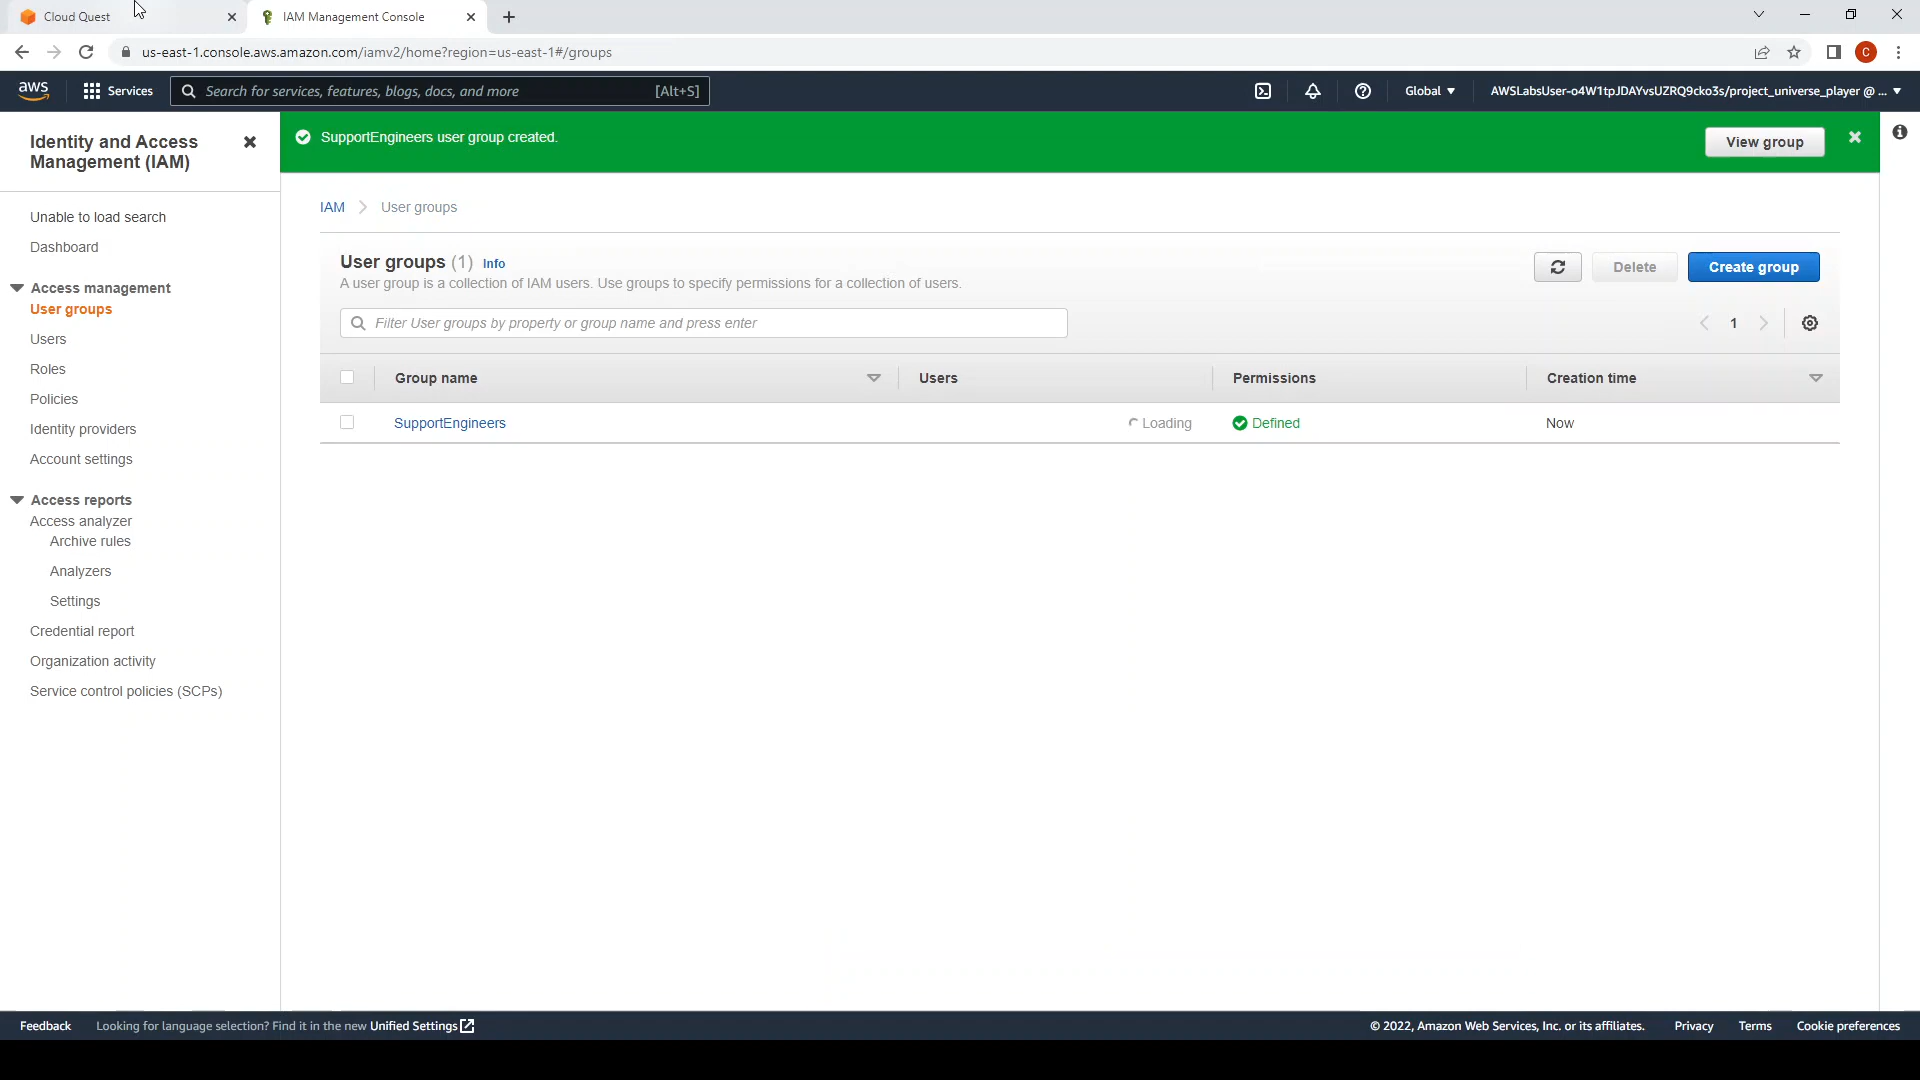 Cloud Quest
IAM Management Console
us-east-1.console.aws.amazon.com/iamv2/home?region=us-east-1#/groups
C
aws
Services
Search for services, features, blogs, docs, and more
[Alt+S]
Global
AWSLabsUser-o4W1tpJDAYvsUZRQ9cko3s/project_universe_player @ ...
Identity and Access
Management (IAM)
SupportEngineers user group created.
View group
Unable to load search
Dashboard
Access management
User groups
Users
Roles
Policies
Identity providers
Account settings
Access reports
Access analyzer
Archive rules
Analyzers
Settings
Credential report
Organization activity
Service control policies (SCPs)
IAM
User groups
User groups (1) Info
A user group is a collection of IAM users. Use groups to specify permissions for a collection of users.
Delete
Create group
Filter User groups by property or group name and press enter
1
Group name
Users
Permissions
Creation time
SupportEngineers
Loading
Defined
Now
Feedback
Looking for language selection? Find it in the new Unified Settings
© 2022, Amazon Web Services, Inc. or its affiliates.
Privacy
Terms
Cookie preferences